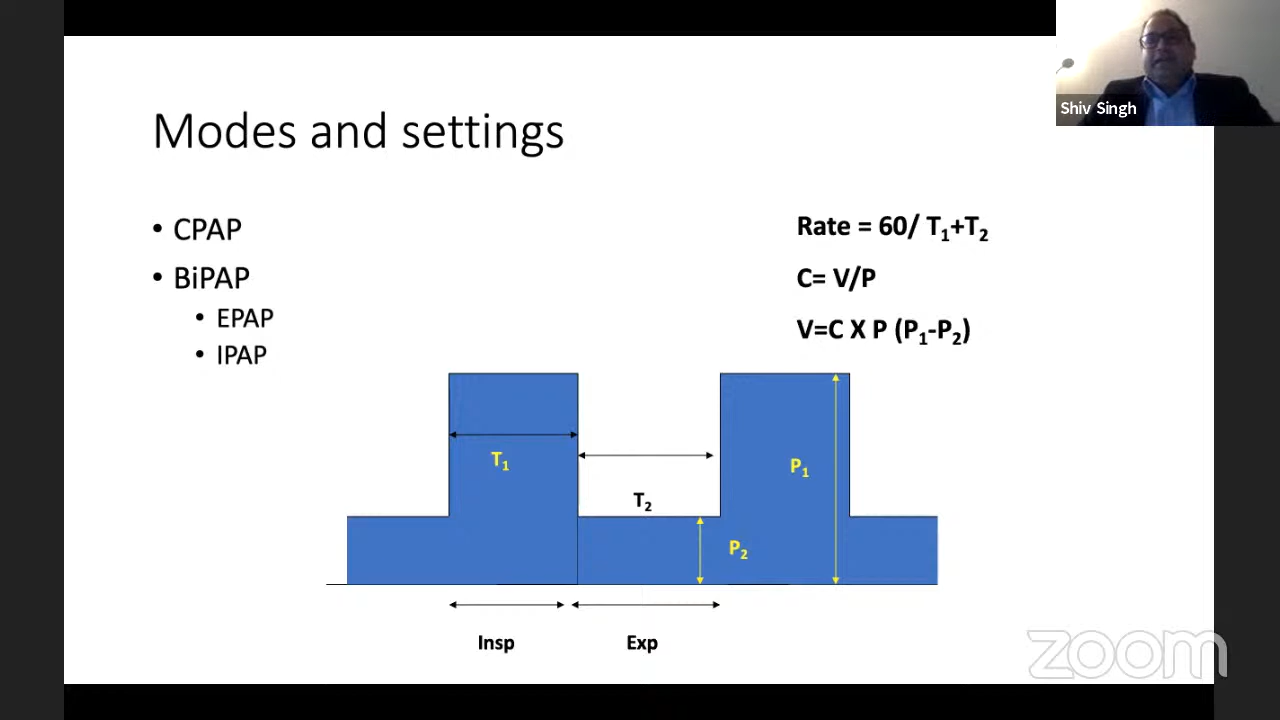 Shiv Singh
Modes and settings
• CPAP
• BiPAP
• EPAP
• IPAP
Rate = 60/ T₁+T₂
C= V/P
V=C X P (P₁-P₂)
T₁
T₂
P₁
P₂
Insp
Exp
zoom